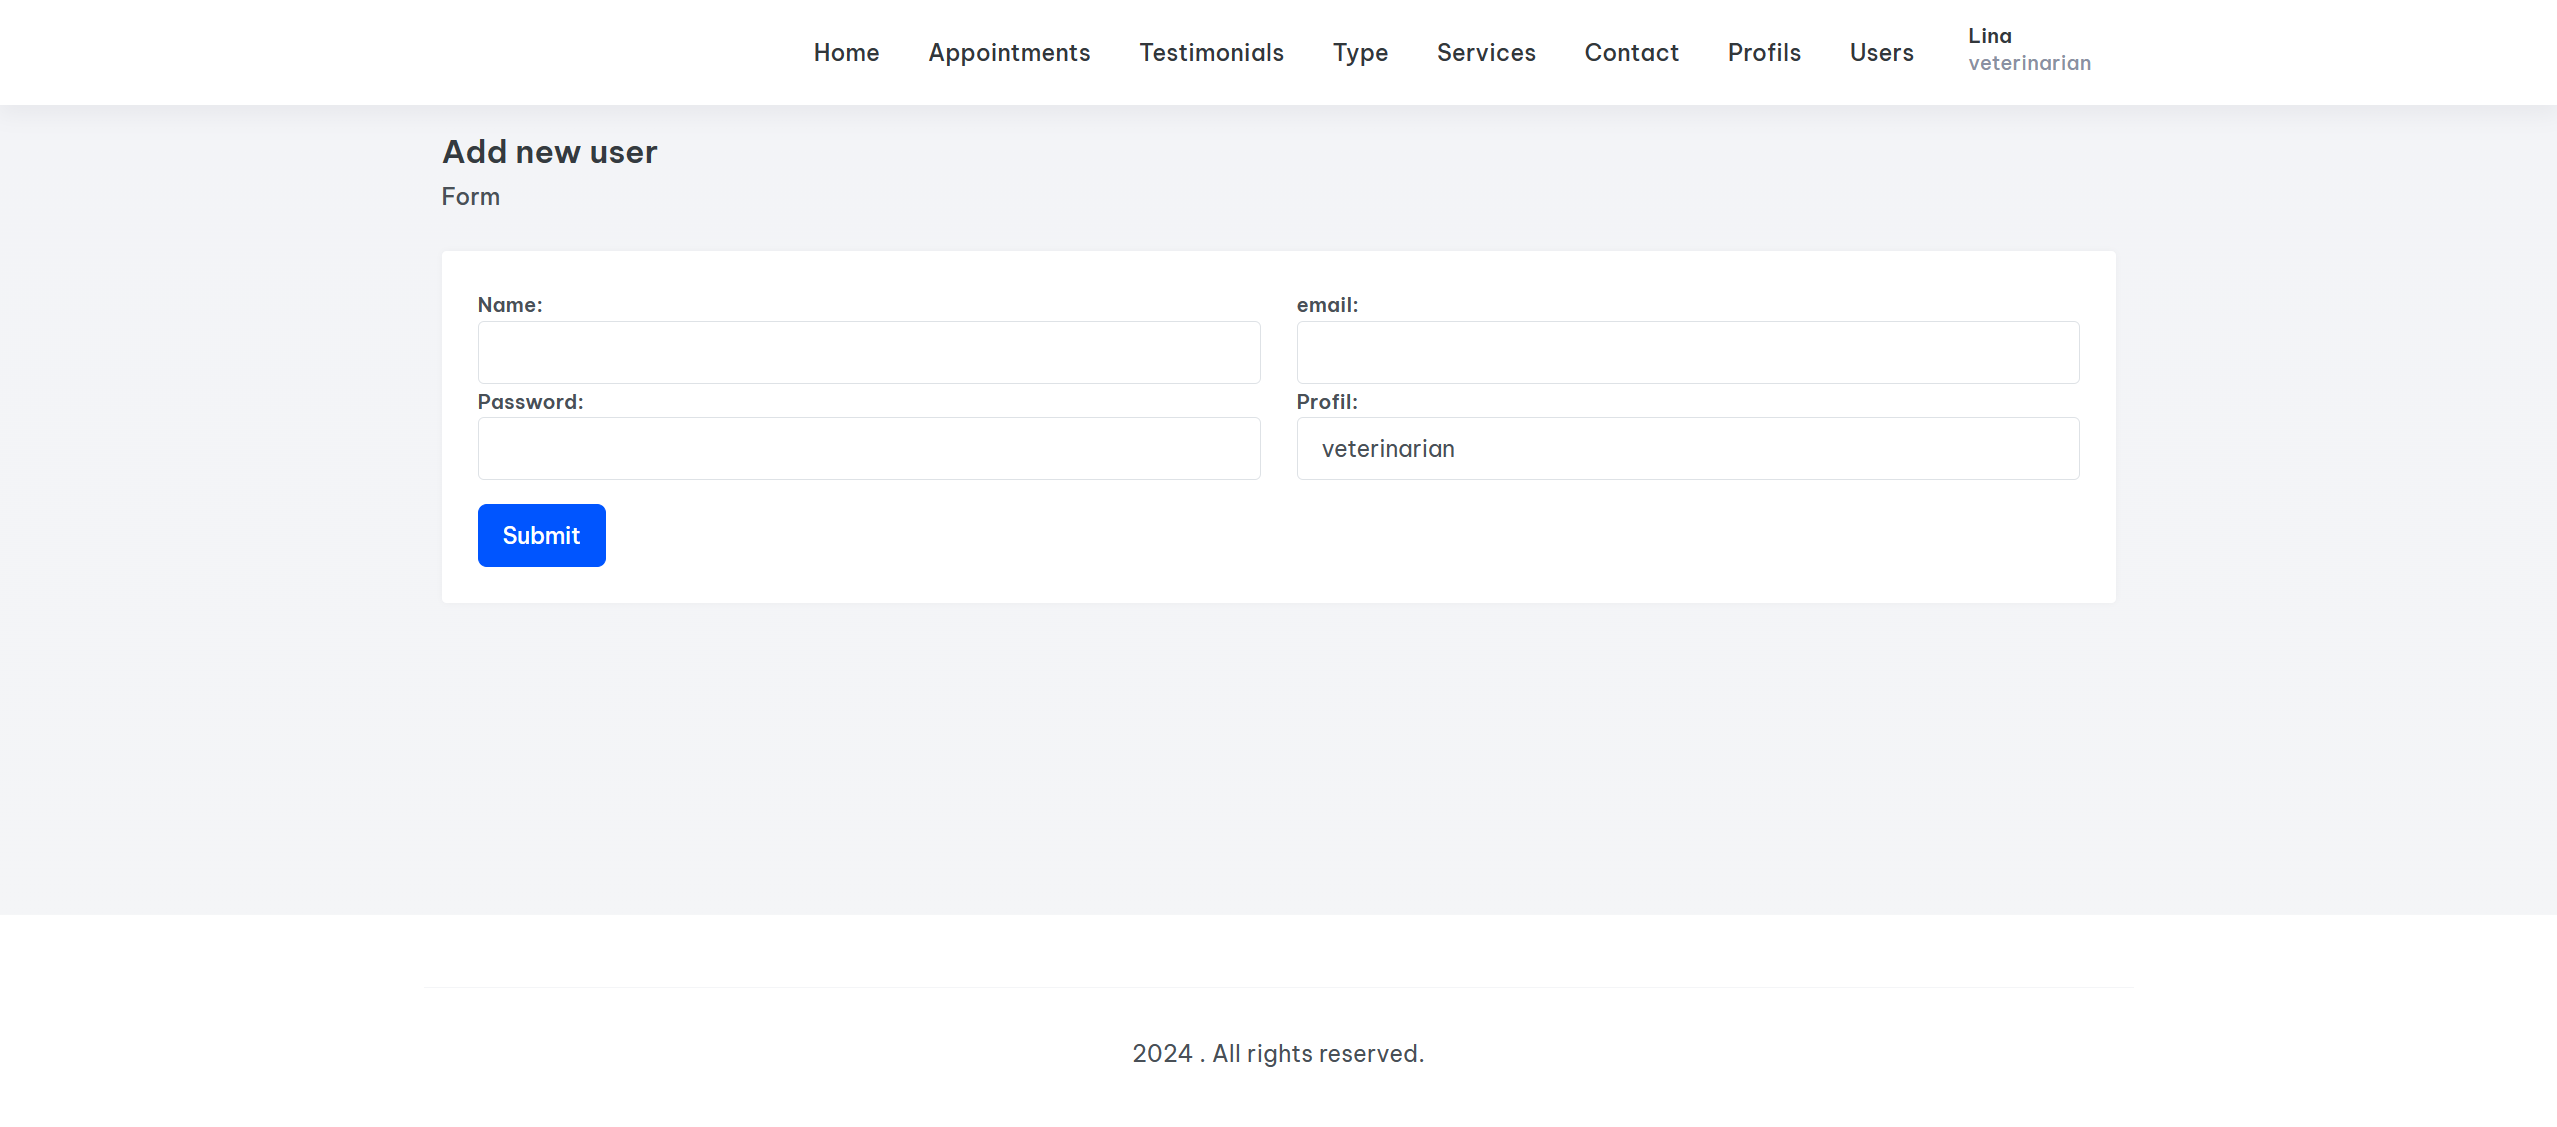 Home Appointments Testimonials Type Services Contact Profils Users Lina
veterinarian
Add new user
Form
Name: email:
Password: Profil:
veterinarian
Submit
2024 . All rights reserved.